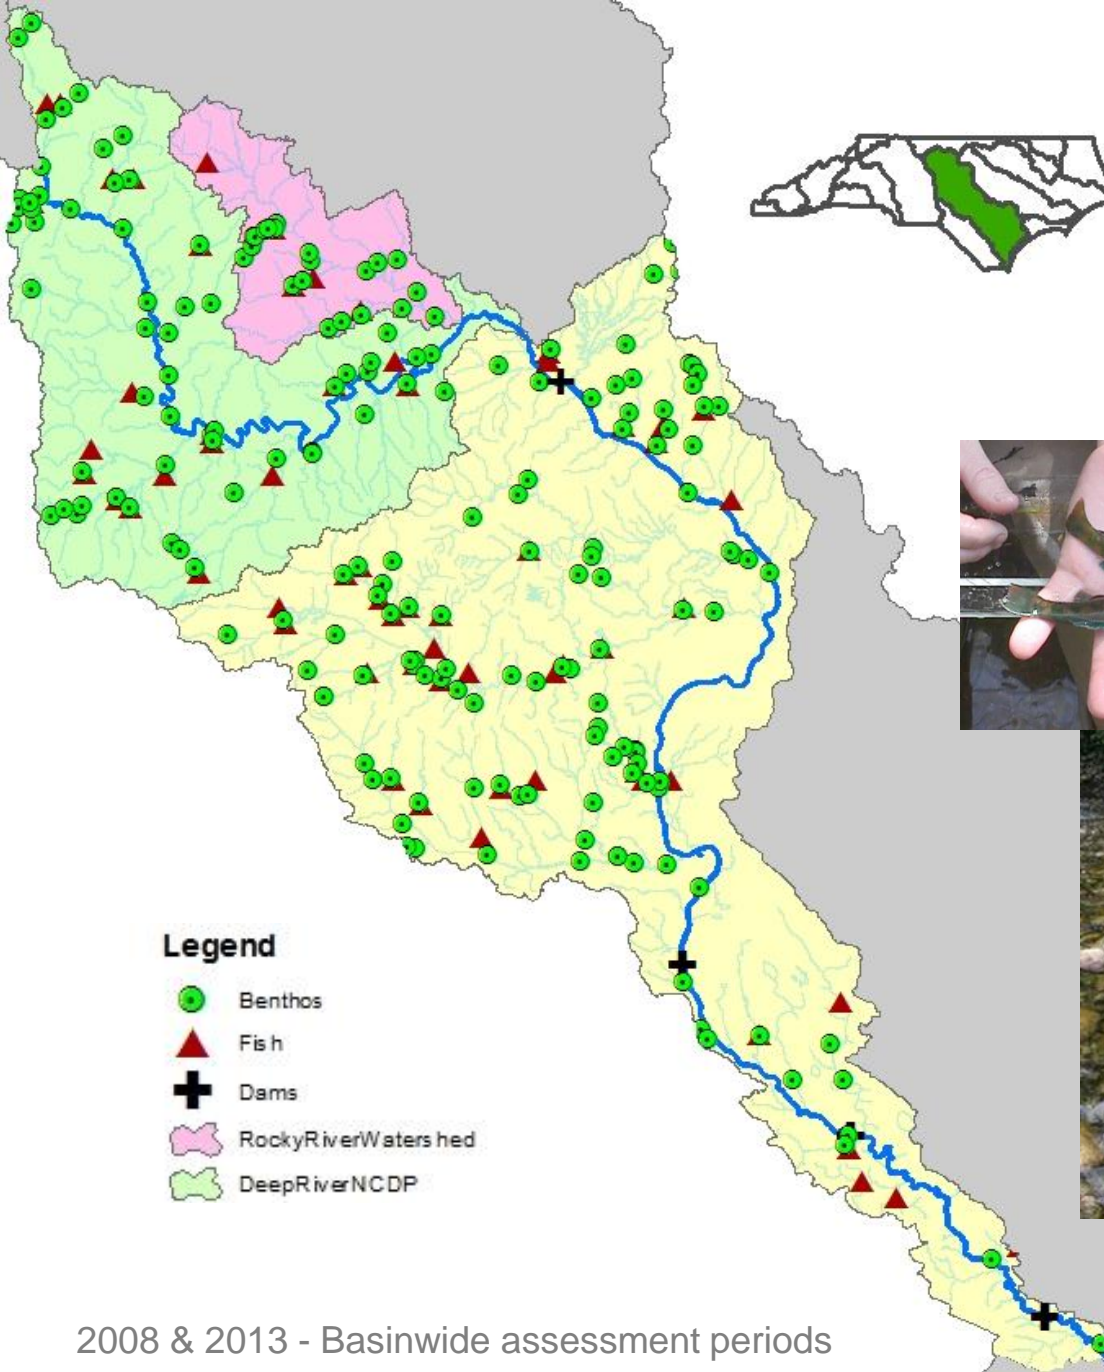 Legend
Benthos
Fish
Dams
RockyRiverWatershed
DeepRiverNCDP
2008 & 2013 - Basinwide assessment periods